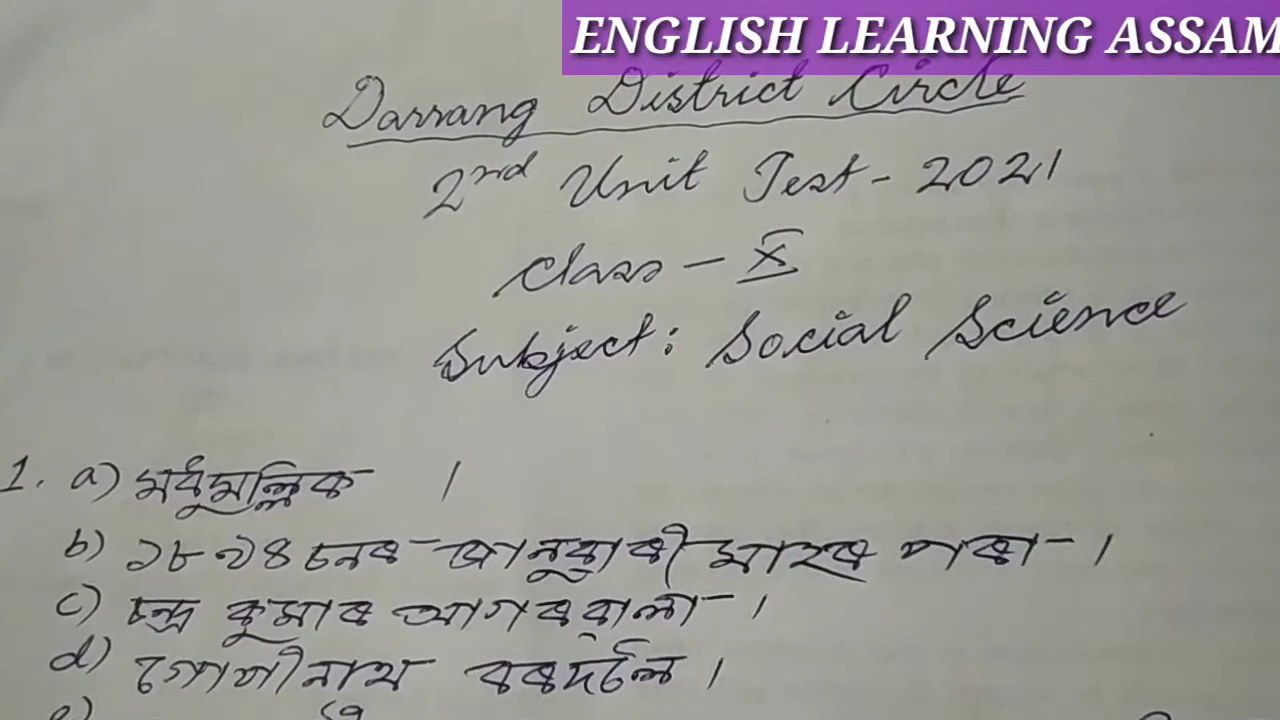 ENGLISH LEARNING ASSAM
Darrang District Circle
2nd Unit Test - 2021
Class - X
Subject: Social Science
1. a) মধুমল্লিক ।
b) ১৮৯৪ চনৰ জানুৱাৰী মাহৰ পৰা ।
c) চন্দ্ৰ কুমাৰ আগৰৱালা ।
d) গোপীনাথ বৰদলৈ ।
e)